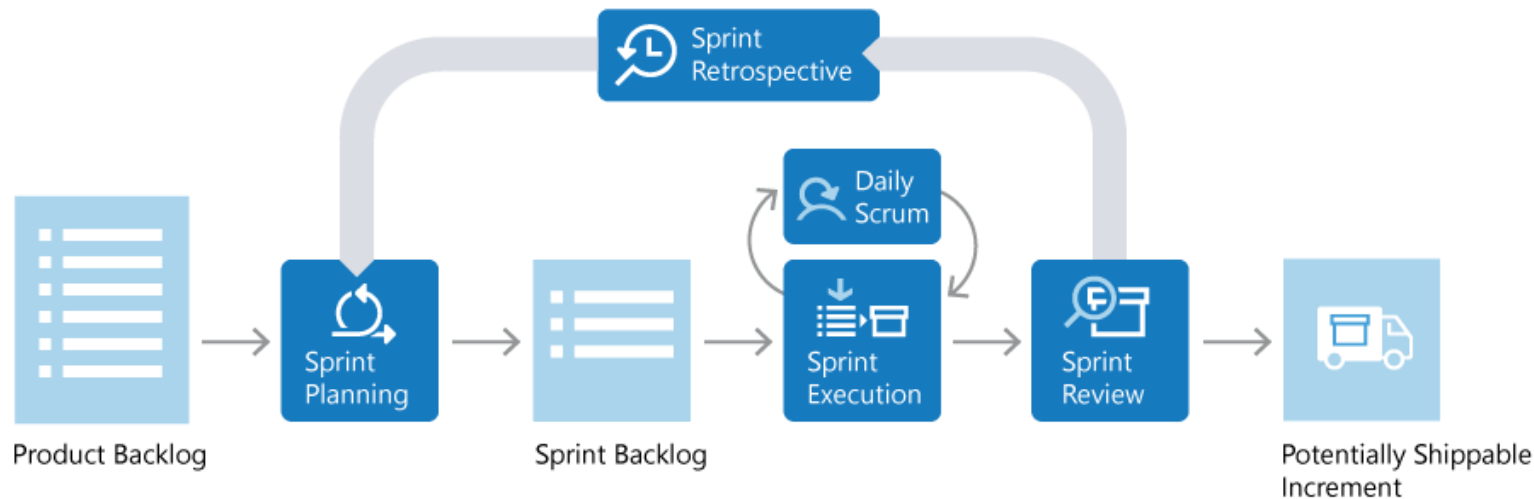 Sprint
Retrospective
Daily
Scrum
Sprint
Planning
Sprint
Execution
Sprint
Review
Product Backlog
Sprint Backlog
Potentially Shippable
Increment